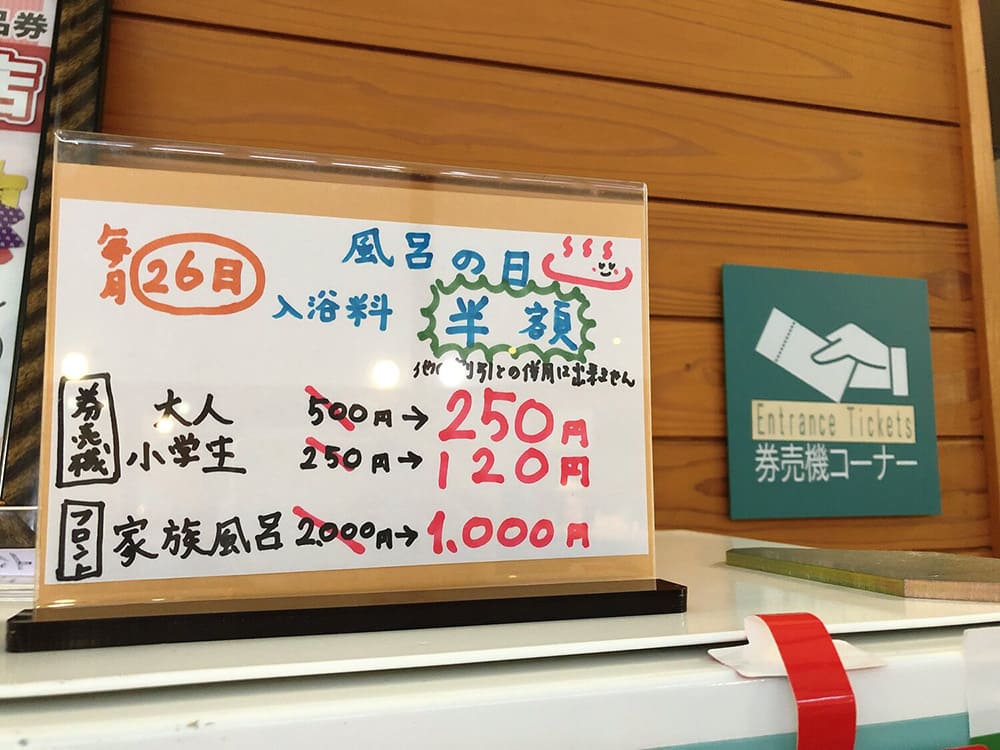 品券
店
毎月 26日 風呂の日
入浴料 半額
他の割引との併用は出来ません
券売機 大人 500円→250円
小学生 250円→120円
フロント 家族風呂 2,000円→1,000円
Entrance Tickets
券売機コーナー